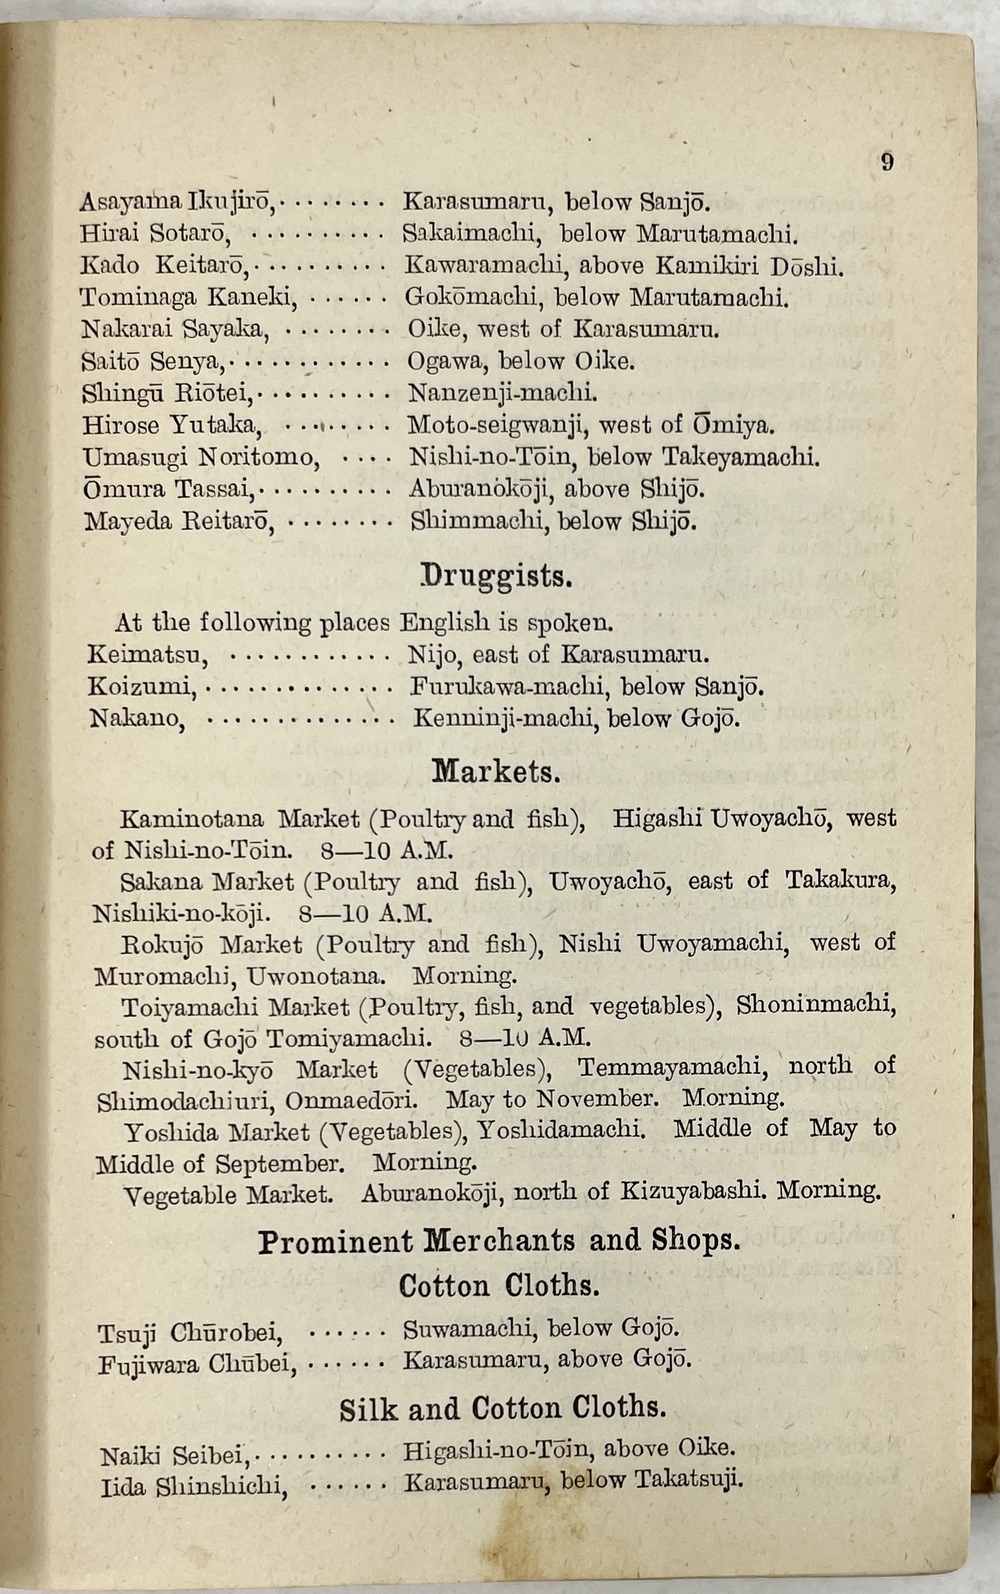 9
Asayama Ikujirō, ········ Karasumaru, below Sanjō.
Hirai Sotarō, ·········· Sakaimachi, below Marutamachi.
Kado Keitarō, ·········· Kawaramachi, above Kamikiri Dōshi.
Tominaga Kaneki, ······ Gokōmachi, below Marutamachi.
Nakarai Sayaka, ········ Oike, west of Karasumaru.
Saitō Senya, ············ Ogawa, below Oike.
Shingū Riōtei, ·········· Nanzenji-machi.
Hirose Yutaka, ········ Moto-seigwanji, west of Ōmiya.
Umasugi Noritomo, ···· Nishi-no-Tōin, below Takeyamachi.
Ōmura Tassai, ·········· Aburanokōji, above Shijō.
Mayeda Reitarō, ········ Shimmachi, below Shijō.
Druggists.
At the following places English is spoken.
Keimatsu, ············ Nijo, east of Karasumaru.
Koizumi, ·············· Furukawa-machi, below Sanjō.
Nakano, ·············· Kenninji-machi, below Gojō.
Markets.
Kaminotana Market (Poultry and fish), Higashi Uwoyachō, west
of Nishi-no-Tōin. 8—10 A.M.
Sakana Market (Poultry and fish), Uwoyachō, east of Takakura,
Nishiki-no-kōji. 8—10 A.M.
Rokujō Market (Poultry and fish), Nishi Uwoyamachi, west of
Muromachi, Uwonotana. Morning.
Toiyamachi Market (Poultry, fish, and vegetables), Shoninmachi,
south of Gojō Tomiyamachi. 8—10 A.M.
Nishi-no-kyō Market (Vegetables), Temmayamachi, north of
Shimodachiuri, Onmaedōri. May to November. Morning.
Yoshida Market (Vegetables), Yoshidamachi. Middle of May to
Middle of September. Morning.
Vegetable Market. Aburanokōji, north of Kizuyabashi. Morning.
Prominent Merchants and Shops.
Cotton Cloths.
Tsuji Chūrobei, ······ Suwamachi, below Gojō.
Fujiwara Chūbei, ······ Karasumaru, above Gojō.
Silk and Cotton Cloths.
Naiki Seibei, ·········· Higashi-no-Tōin, above Oike.
Iida Shinshichi, ······ Karasumaru, below Takatsuji.